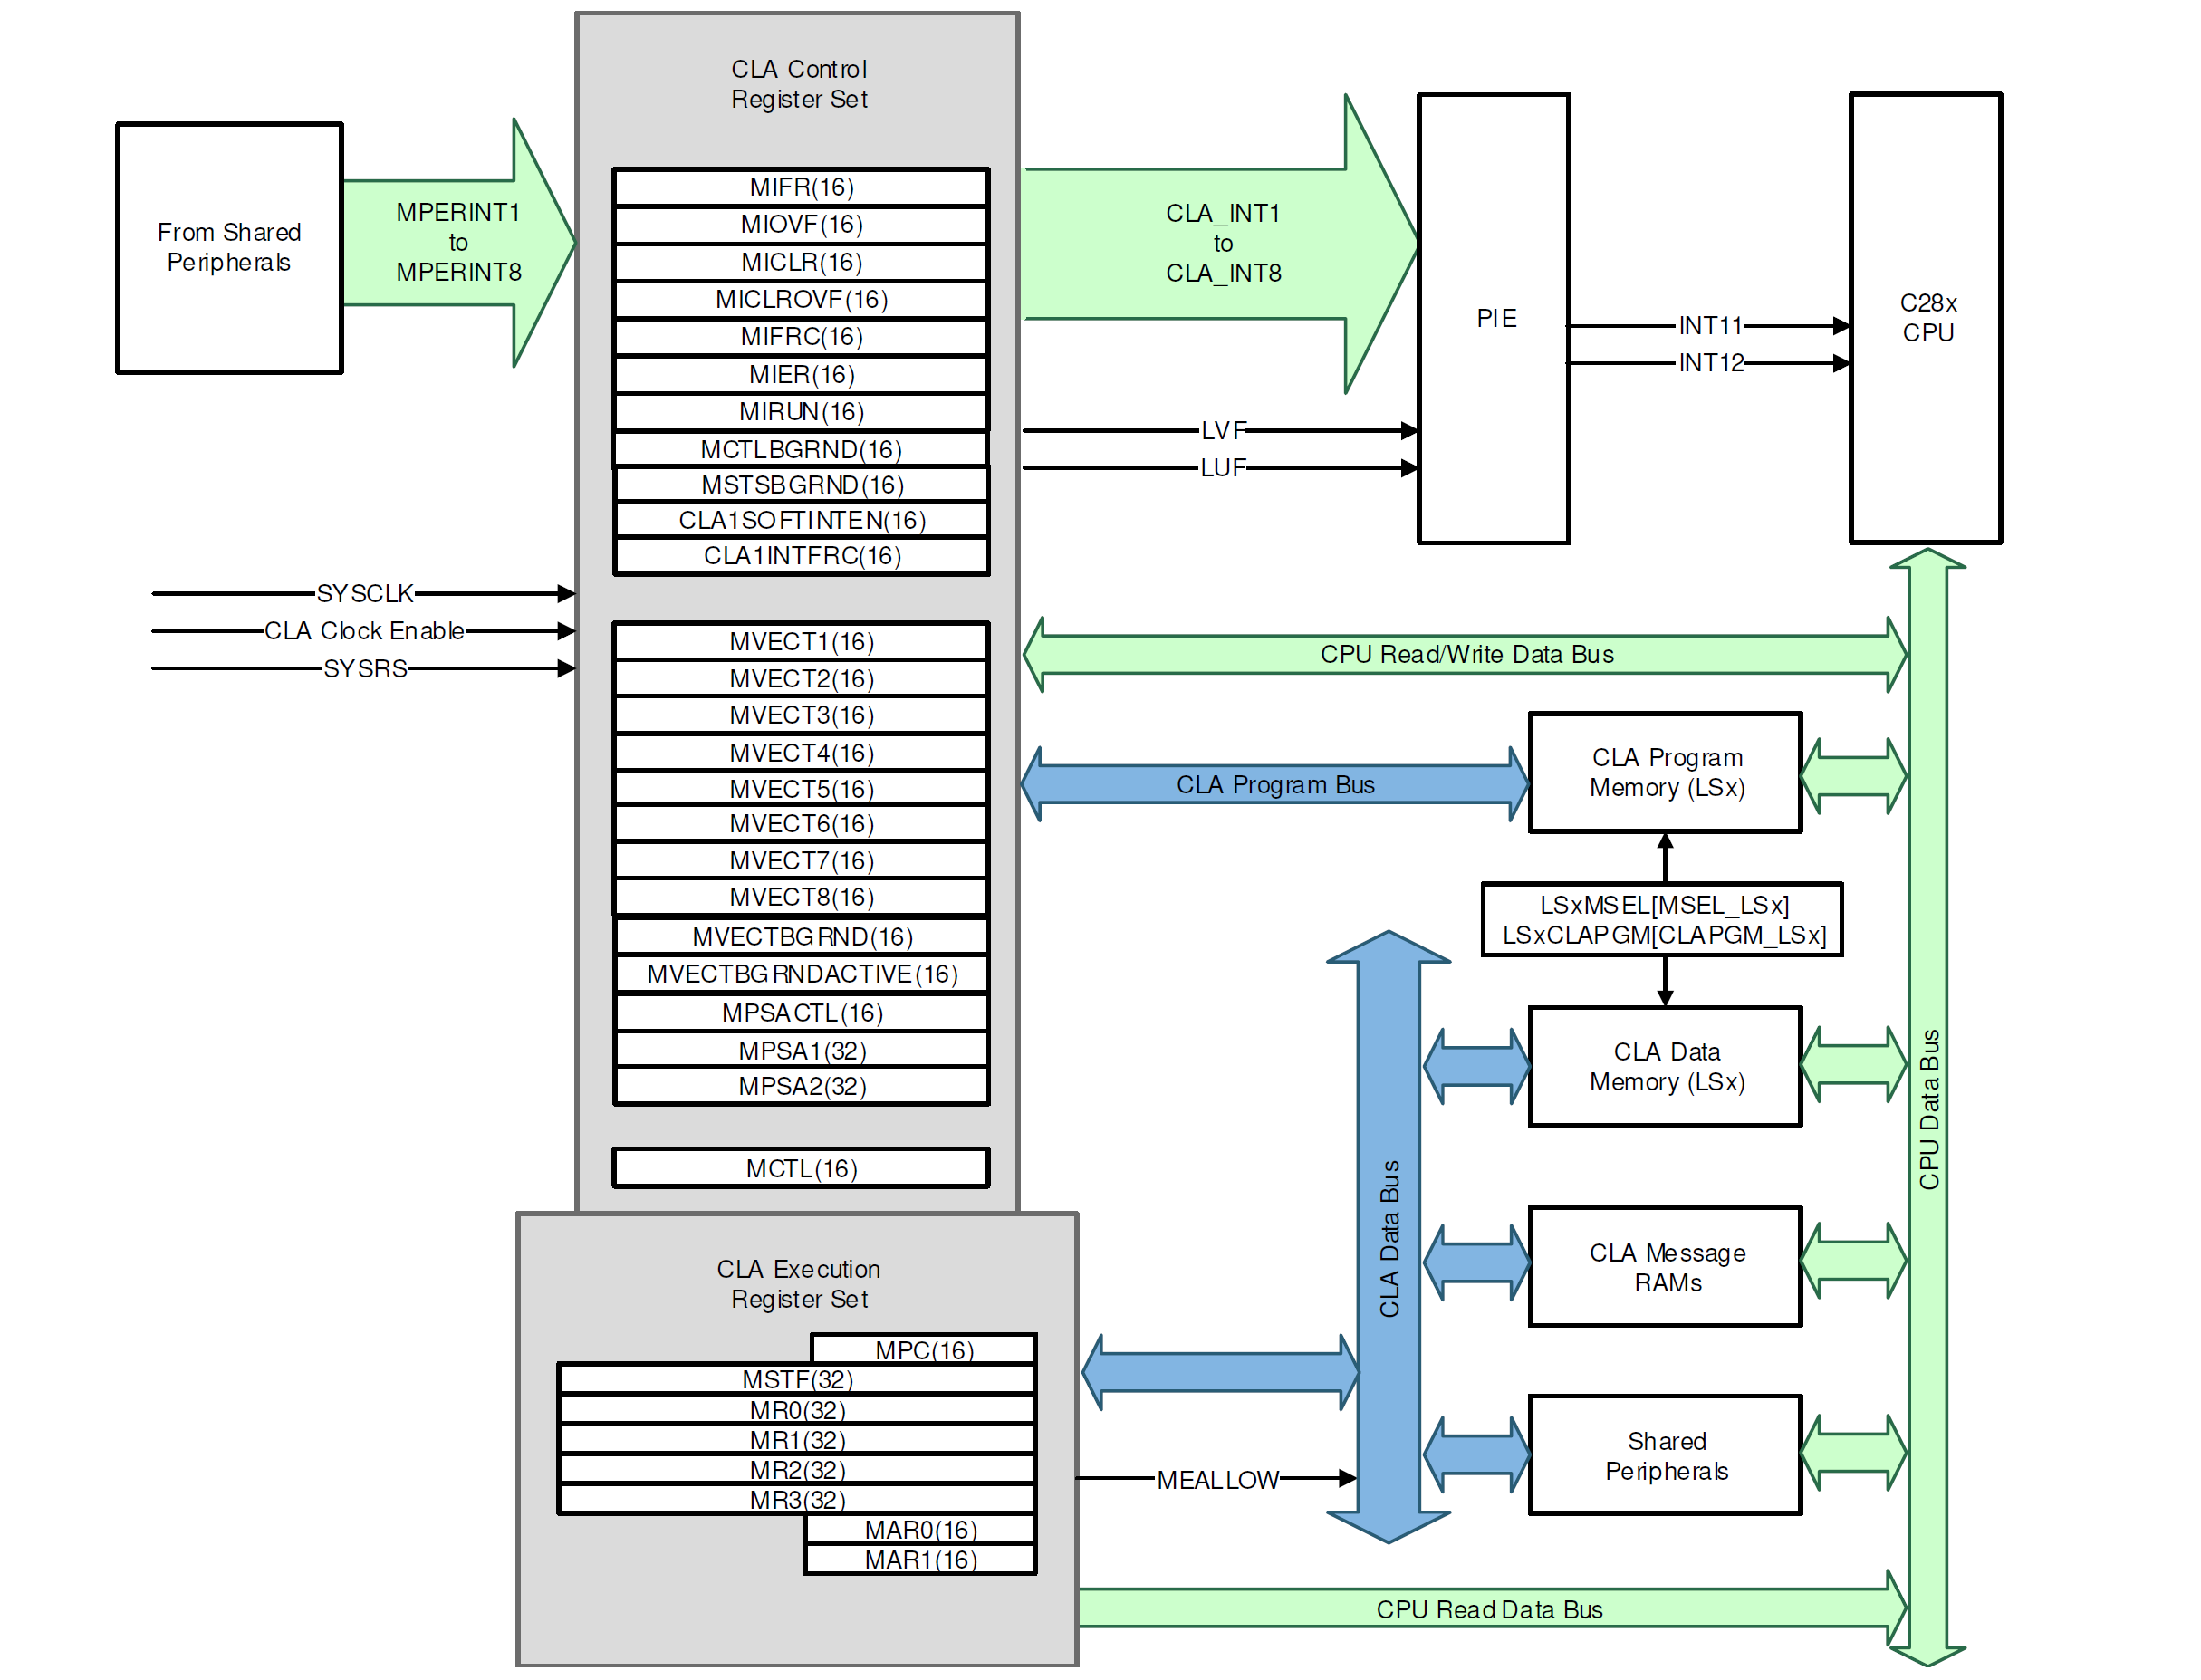 CLA Control
Register Set
From Shared
Peripherals
MPERINT1
to
MPERINT8
MIFR(16)
MIOVF(16)
MICLR(16)
MICLROVF(16)
MIFRC(16)
MIER(16)
MIRUN(16)
MCTLBGRND(16)
MSTSBGRND(16)
CLA1SOFTINTEN(16)
CLA1INTFRC(16)
CLA_INT1
to
CLA_INT8
LVF
LUF
PIE
INT11
INT12
C28x
CPU
SYSCLK
CLA Clock Enable
SYSRS
MVECT1(16)
MVECT2(16)
MVECT3(16)
MVECT4(16)
MVECT5(16)
MVECT6(16)
MVECT7(16)
MVECT8(16)
MVECTBGRND(16)
MVECTBGRNDACTIVE(16)
MPSACTL(16)
MPSA1(32)
MPSA2(32)
MCTL(16)
CPU Read/Write Data Bus
CLA Program Bus
CLA Program
Memory (LSx)
LSxMSEL[MSEL_LSx]
LSxCLAPGM[CLAPGM_LSx]
CLA Data
Memory (LSx)
CLA Message
RAMs
Shared
Peripherals
CLA Data Bus
CPU Data Bus
CLA Execution
Register Set
MPC(16)
MSTF(32)
MR0(32)
MR1(32)
MR2(32)
MR3(32)
MAR0(16)
MAR1(16)
MEALLOW
CPU Read Data Bus